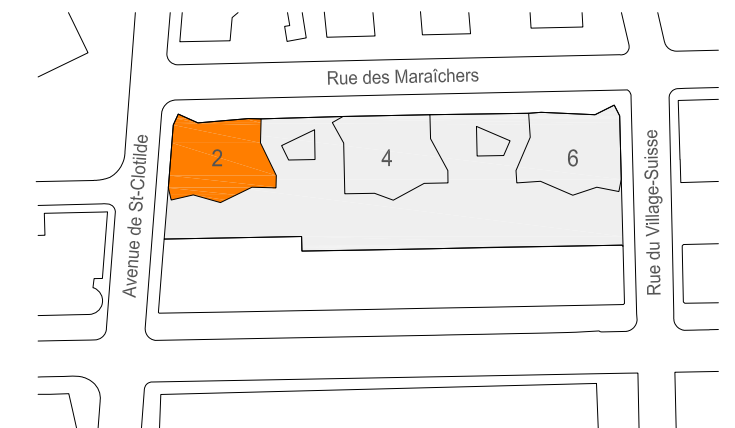 Rue des Maraîchers
Avenue de St-Clotilde
2
4
6
Rue du Village-Suisse